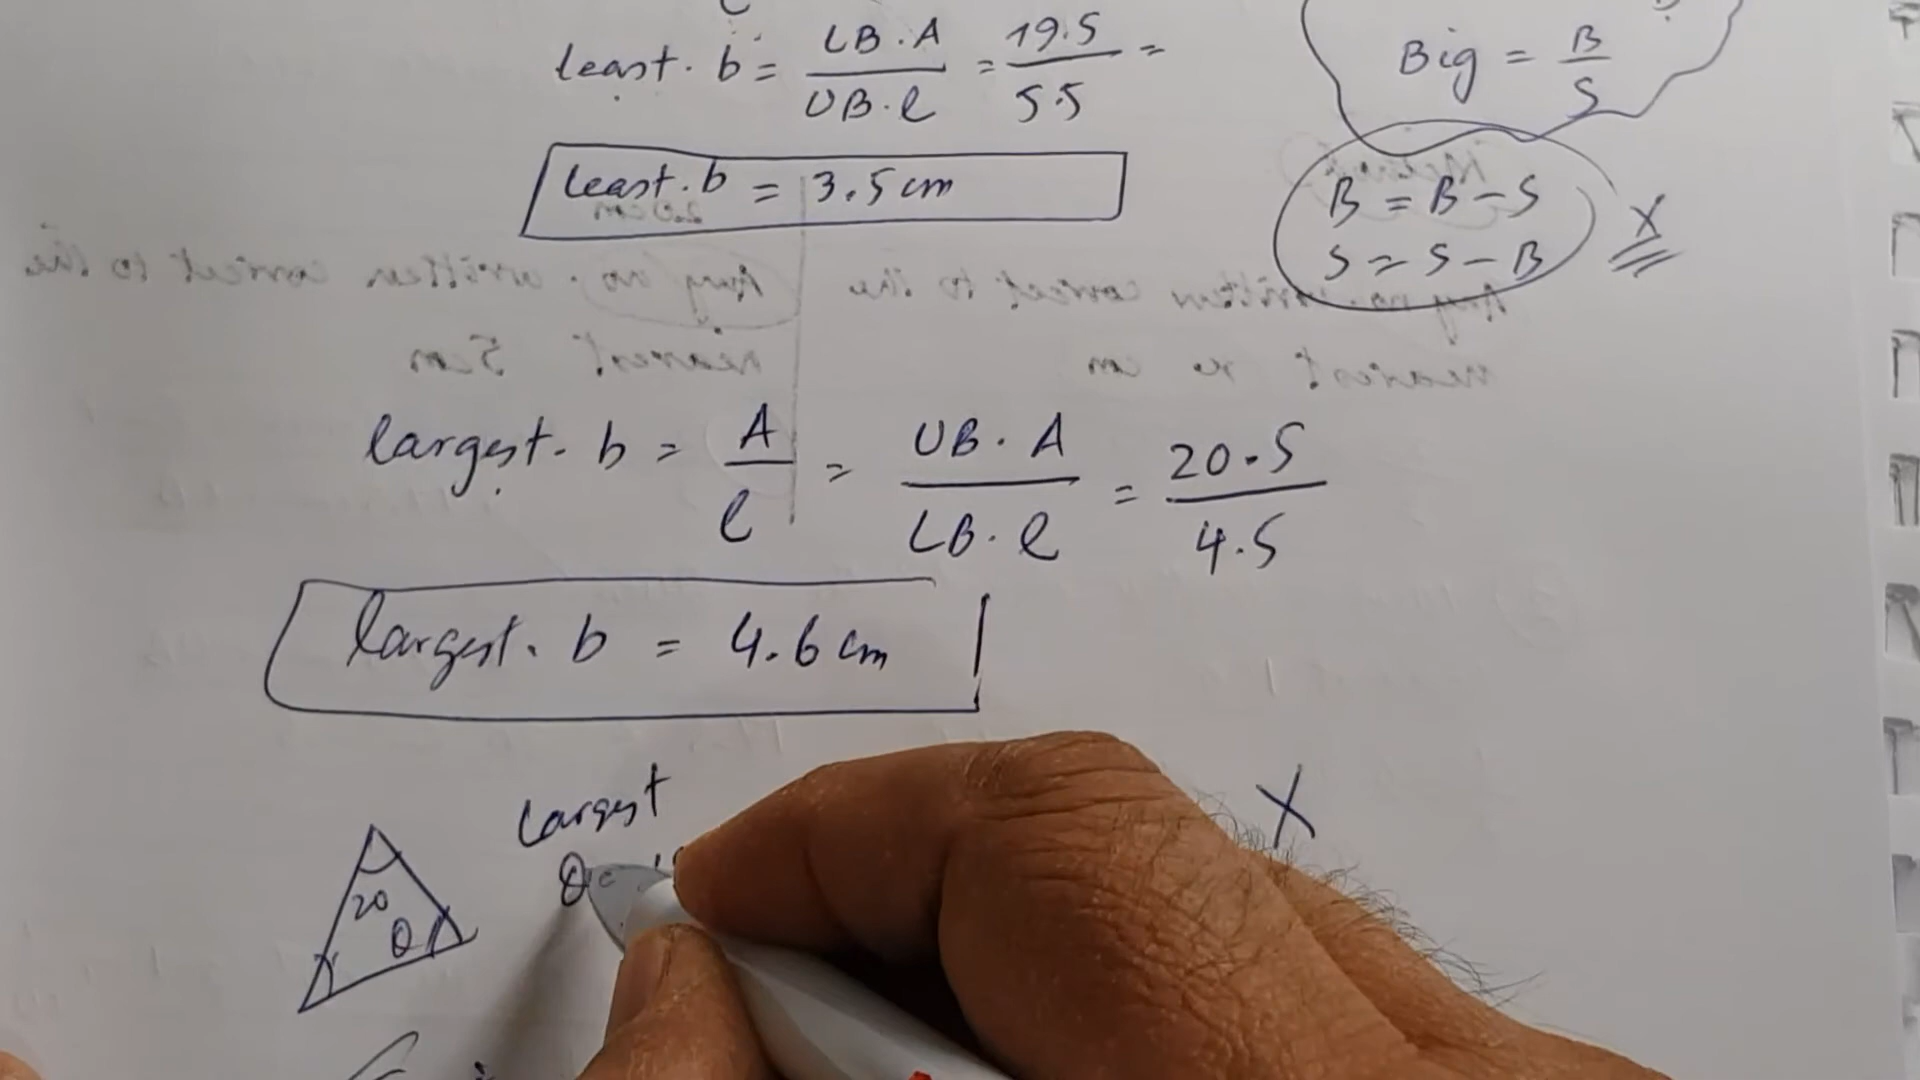 least. b = LB.A / UB.l = 19.5 / 5.5 =
Big = B / S
least. b = 3.5 cm
B = B - S
S = S - B
X
largest. b = A / l = UB. A / LB. l = 20.5 / 4.5
largest. b = 4.6 cm
X
Largest
θ =
20
θ